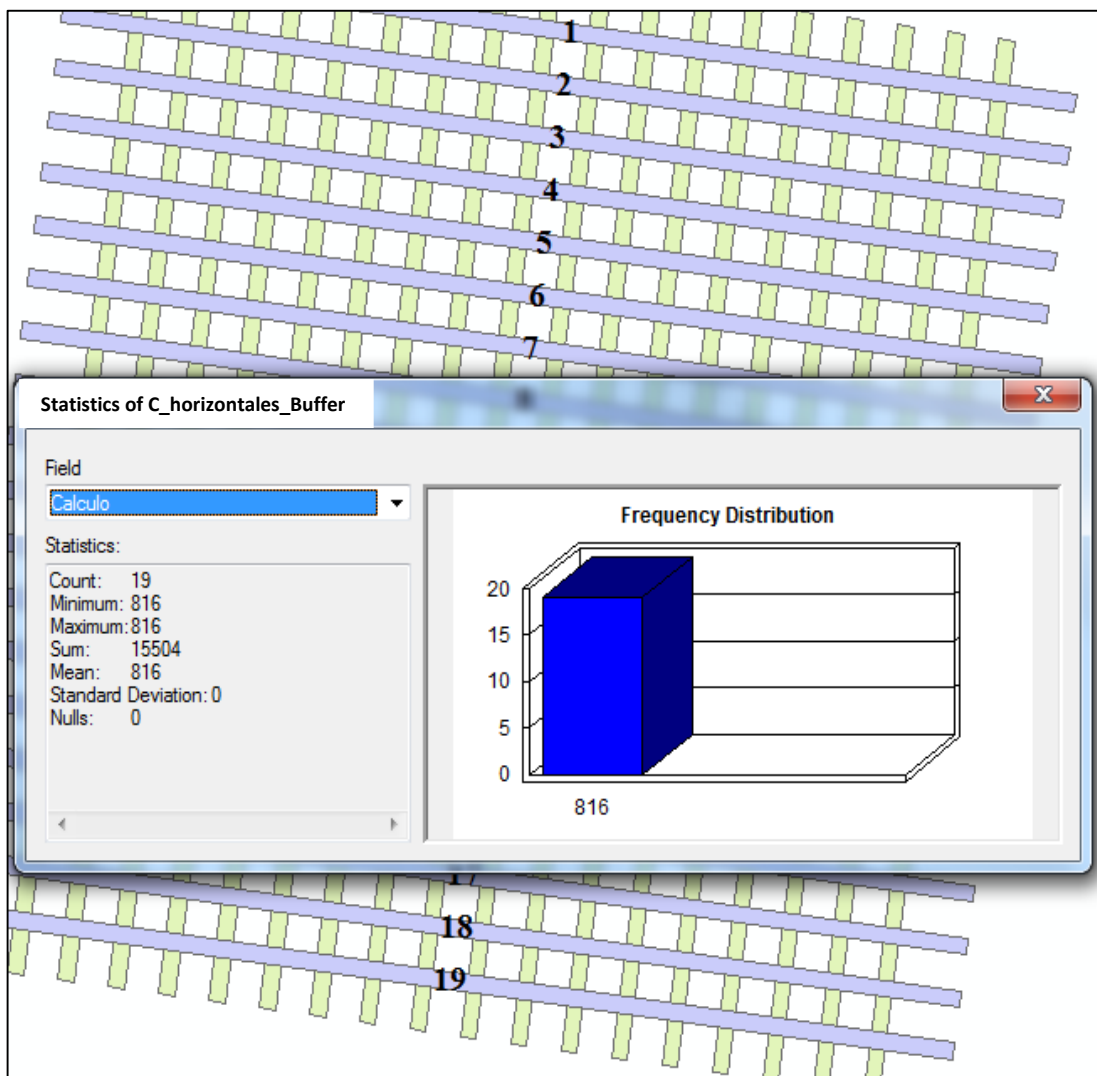 1
2
3
4
5
6
7
8
Statistics of C_horizontales_Buffer
X
Field
Calculo
Statistics:
Count: 19
Minimum: 816
Maximum: 816
Sum: 15504
Mean: 816
Standard Deviation: 0
Nulls: 0
Frequency Distribution
20
15
10
5
0
816
17
18
19